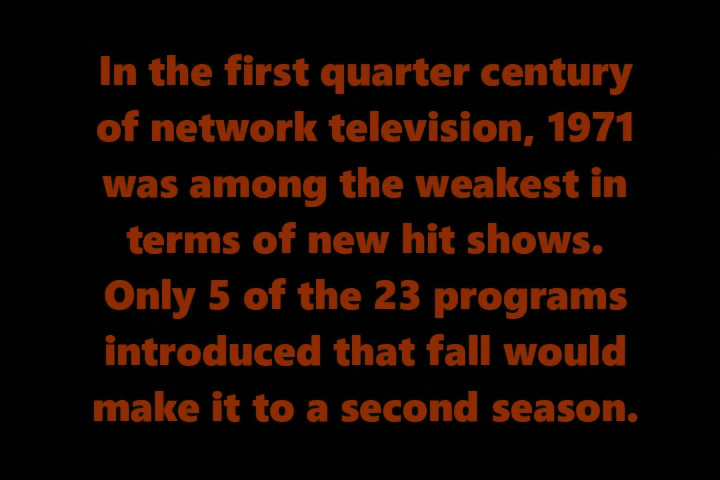 In the first quarter century
of network television, 1971
was among the weakest in
terms of new hit shows.
Only 5 of the 23 programs
introduced that fall would
make it to a second season.